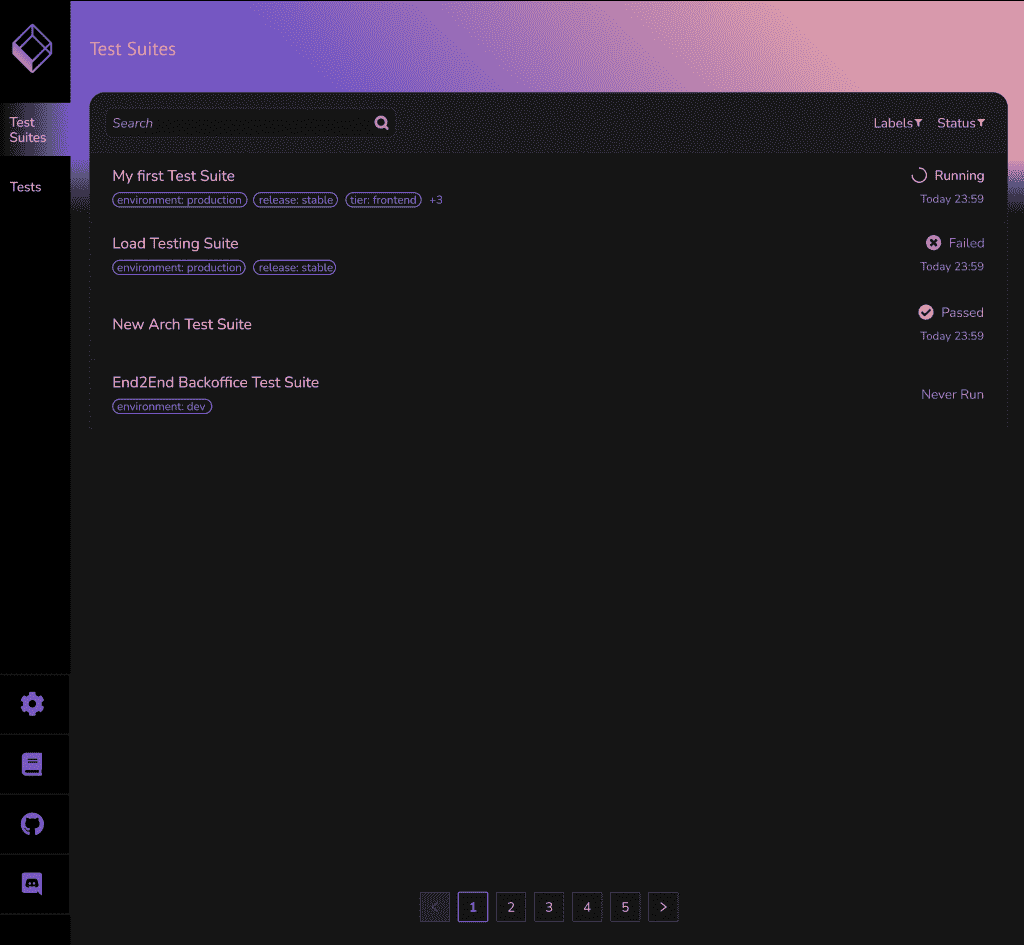 Test Suites
Test
Suites
Tests
Search
Labels Status
My first Test Suite
Running
environment: production release: stable tier: frontend +3
Today 23:59
Load Testing Suite
Failed
environment: production release: stable
Today 23:59
New Arch Test Suite
Passed
Today 23:59
End2End Backoffice Test Suite
environment: dev
Never Run
< 1 2 3 4 5 >